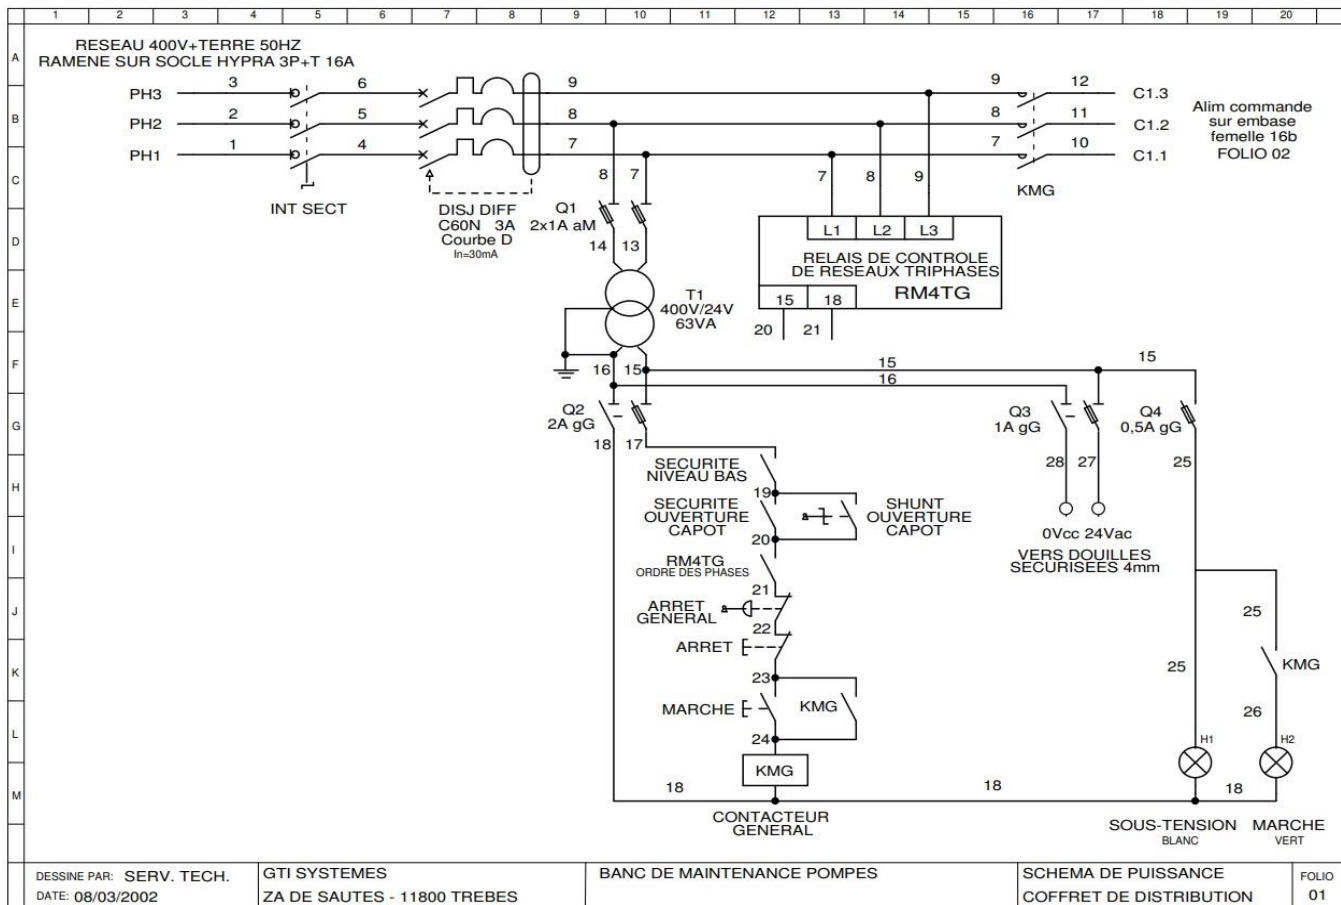 1 2 3 4 5 6 7 8 9 10 11 12 13 14 15 16 17 18 19 20
A
B
C
D
E
F
G
H
I
J
K
L
M
RESEAU 400V+TERRE 50HZ
RAMENE SUR SOCLE HYPRA 3P+T 16A
PH3 3 6 9 9 12 C1.3
PH2 2 5 8 8 11 C1.2
PH1 1 4 7 7 10 C1.1
Alim commande
sur embase
femelle 16b
FOLIO 02
INT SECT
DISJ DIFF
C60N 3A
Courbe D
In=30mA
8 7
Q1
2x1A aM
14 13
7 8 9
KMG
L1 L2 L3
RELAIS DE CONTROLE
DE RESEAUX TRIPHASES
RM4TG
15 18
20 21
T1
400V/24V
63VA
16 15
15
16
15
Q2
2A gG
18 17
Q3
1A gG
28 27
Q4
0,5A gG
25
SECURITE
NIVEAU BAS
19
SECURITE
OUVERTURE
CAPOT
SHUNT
OUVERTURE
CAPOT
20
0Vcc 24Vac
VERS DOUILLES
SECURISEES 4mm
RM4TG
ORDRE DES PHASES
21
ARRET
GENERAL
22
ARRET
23
MARCHE
KMG
24
KMG
25
25
KMG
26
H1
H2
18
18
18
CONTACTEUR
GENERAL
SOUS-TENSION
BLANC
MARCHE
VERT
DESSINE PAR: SERV. TECH.
DATE: 08/03/2002
GTI SYSTEMES
ZA DE SAUTES - 11800 TREBES
BANC DE MAINTENANCE POMPES
SCHEMA DE PUISSANCE
COFFRET DE DISTRIBUTION
FOLIO
01